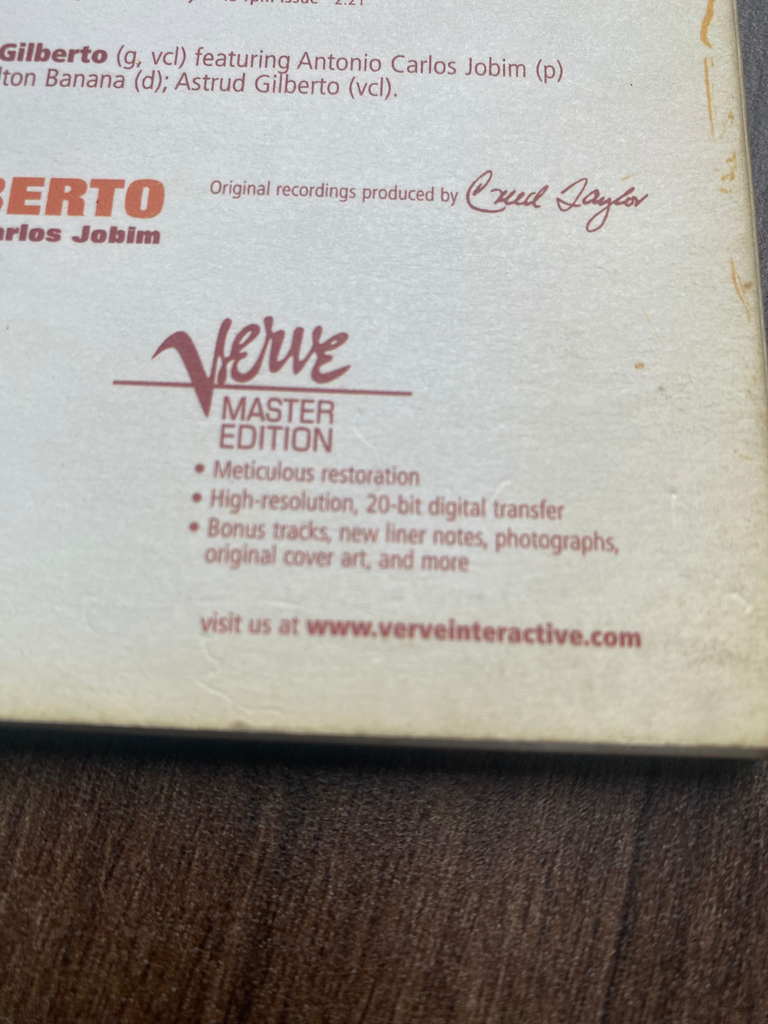 Gilberto (g, vcl) featuring Antonio Carlos Jobim (p)
lton Banana (d); Astrud Gilberto (vcl).
BERTO
Original recordings produced by Creed Taylor
arlos Jobim
Verve
MASTER
EDITION
• Meticulous restoration
• High-resolution, 20-bit digital transfer
• Bonus tracks, new liner notes, photographs,
original cover art, and more
visit us at www.verveinteractive.com